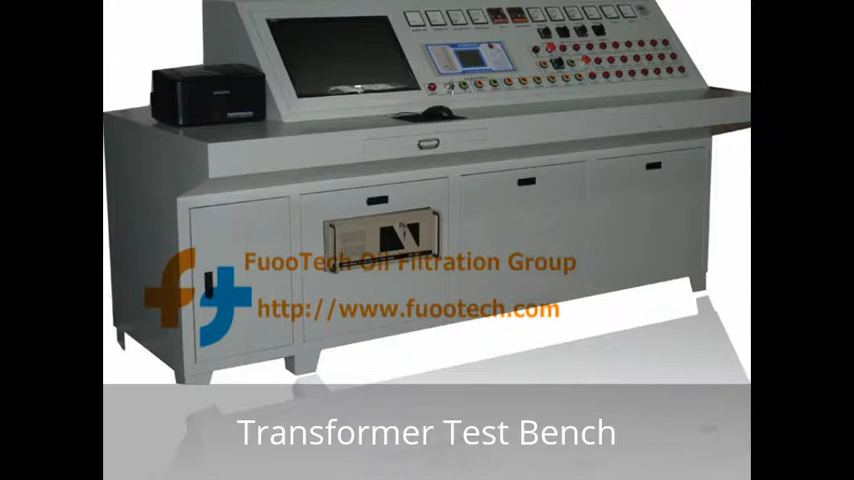 FuooTech Oil Filtration Group
http://www.fuootech.com
Transformer Test Bench